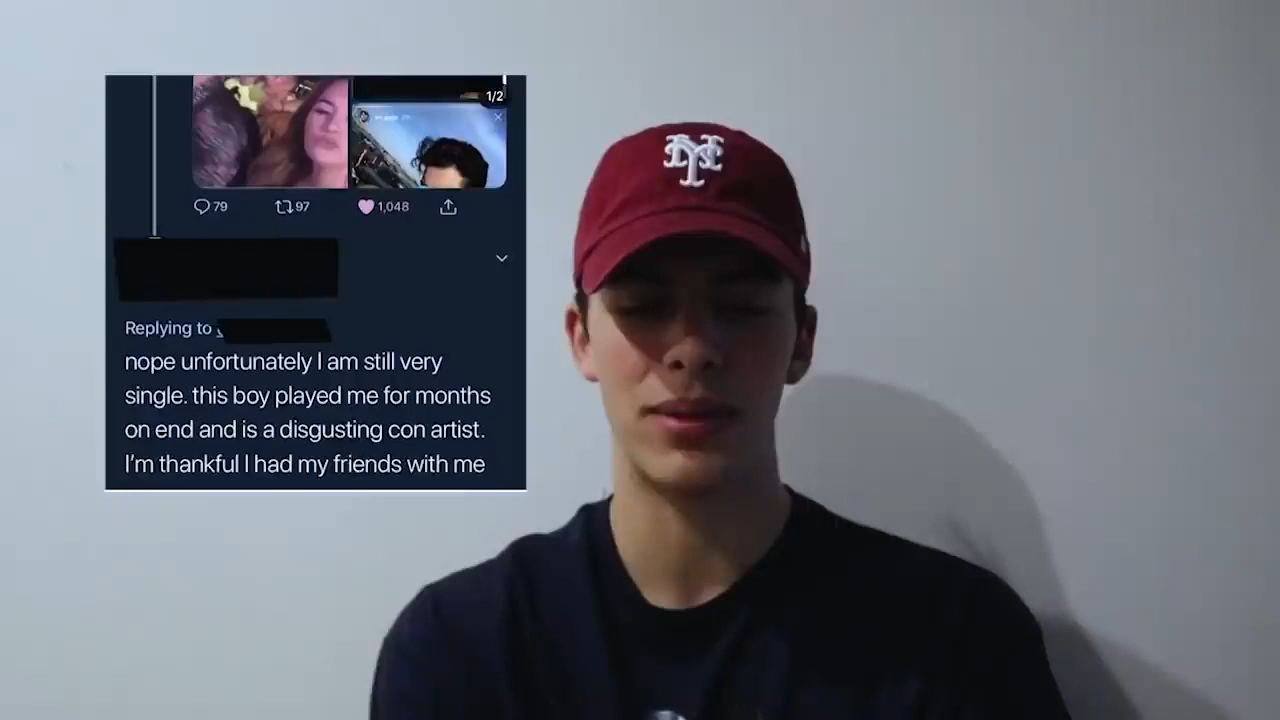 1/2
79 97 1,048
Replying to
nope unfortunately I am still very
single. this boy played me for months
on end and is a disgusting con artist.
I'm thankful I had my friends with me
NY